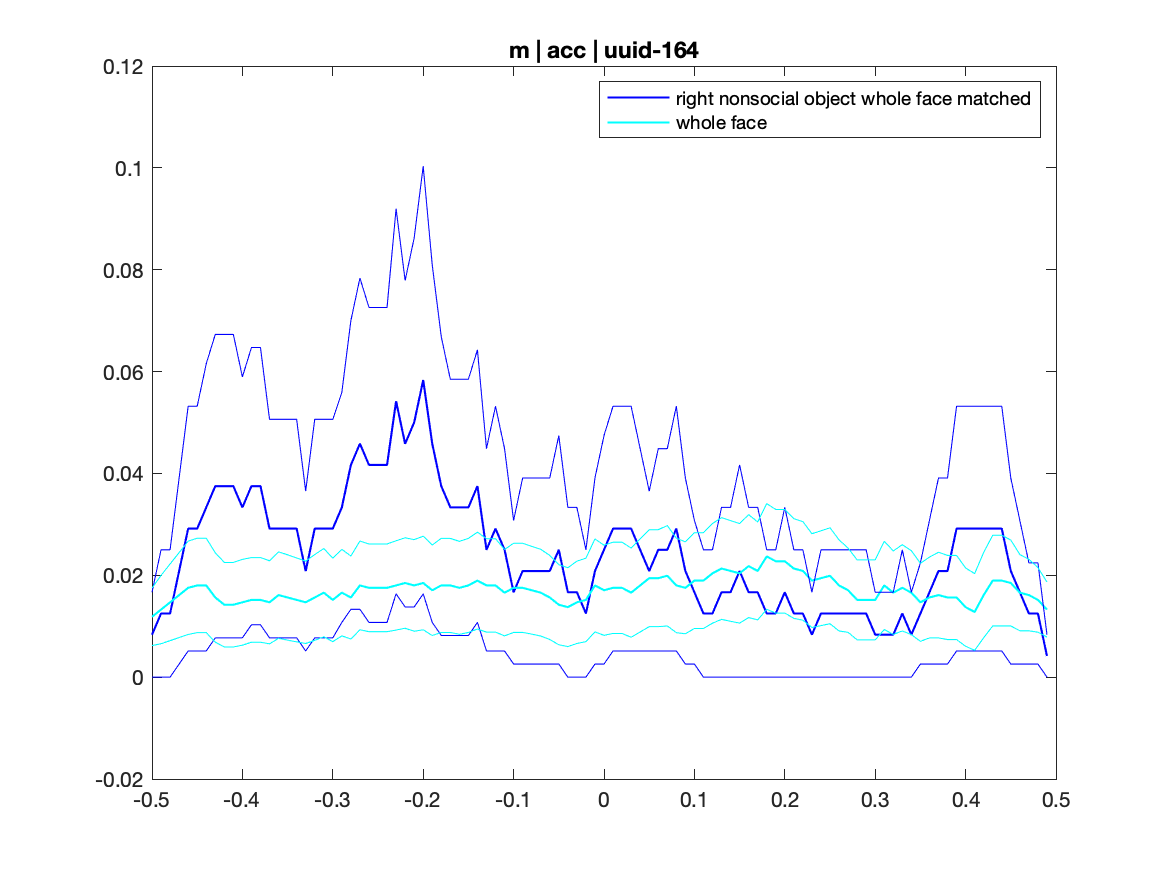 m | acc | uuid-164
right nonsocial object whole face matched
whole face
0.12
0.1
0.08
0.06
0.04
0.02
0
-0.02
-0.5 -0.4 -0.3 -0.2 -0.1 0 0.1 0.2 0.3 0.4 0.5